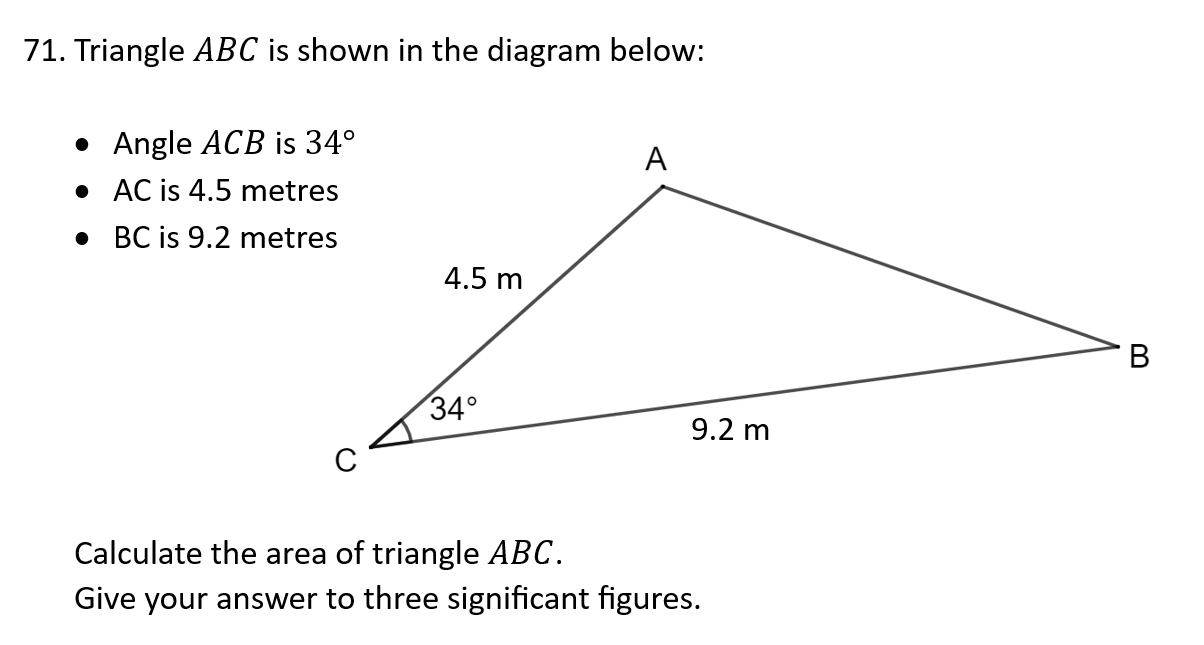 71. Triangle ABC is shown in the diagram below:
• Angle ACB is 34°
• AC is 4.5 metres
• BC is 9.2 metres
A
4.5 m
B
34°
9.2 m
C
Calculate the area of triangle ABC.
Give your answer to three significant figures.